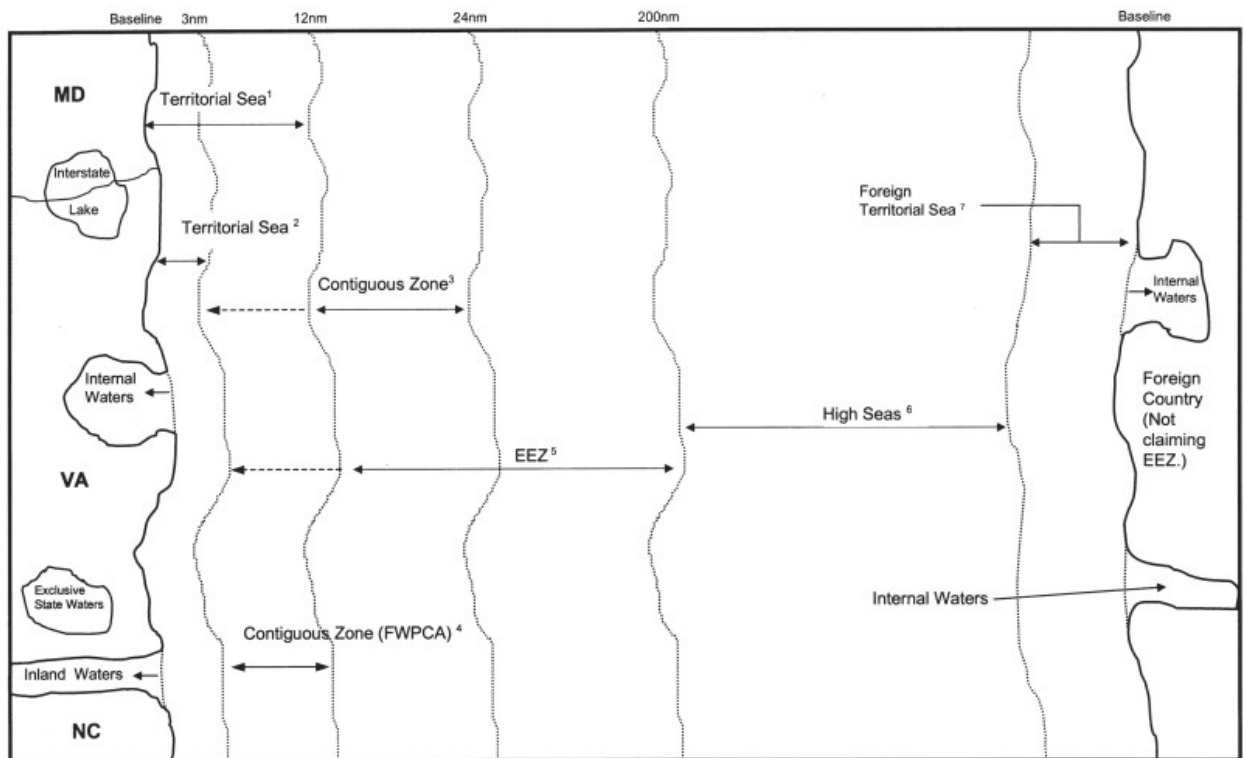 Baseline 3nm 12nm 24nm 200nm Baseline
MD
Territorial Sea¹
Interstate
Lake
Territorial Sea ²
Foreign
Territorial Sea ⁷
Contiguous Zone³
Internal
Waters
Internal
Waters
Foreign
Country
(Not
claiming
EEZ.)
High Seas ⁶
EEZ ⁵
VA
Exclusive
State Waters
Internal Waters
Contiguous Zone (FWPCA) ⁴
Inland Waters
NC